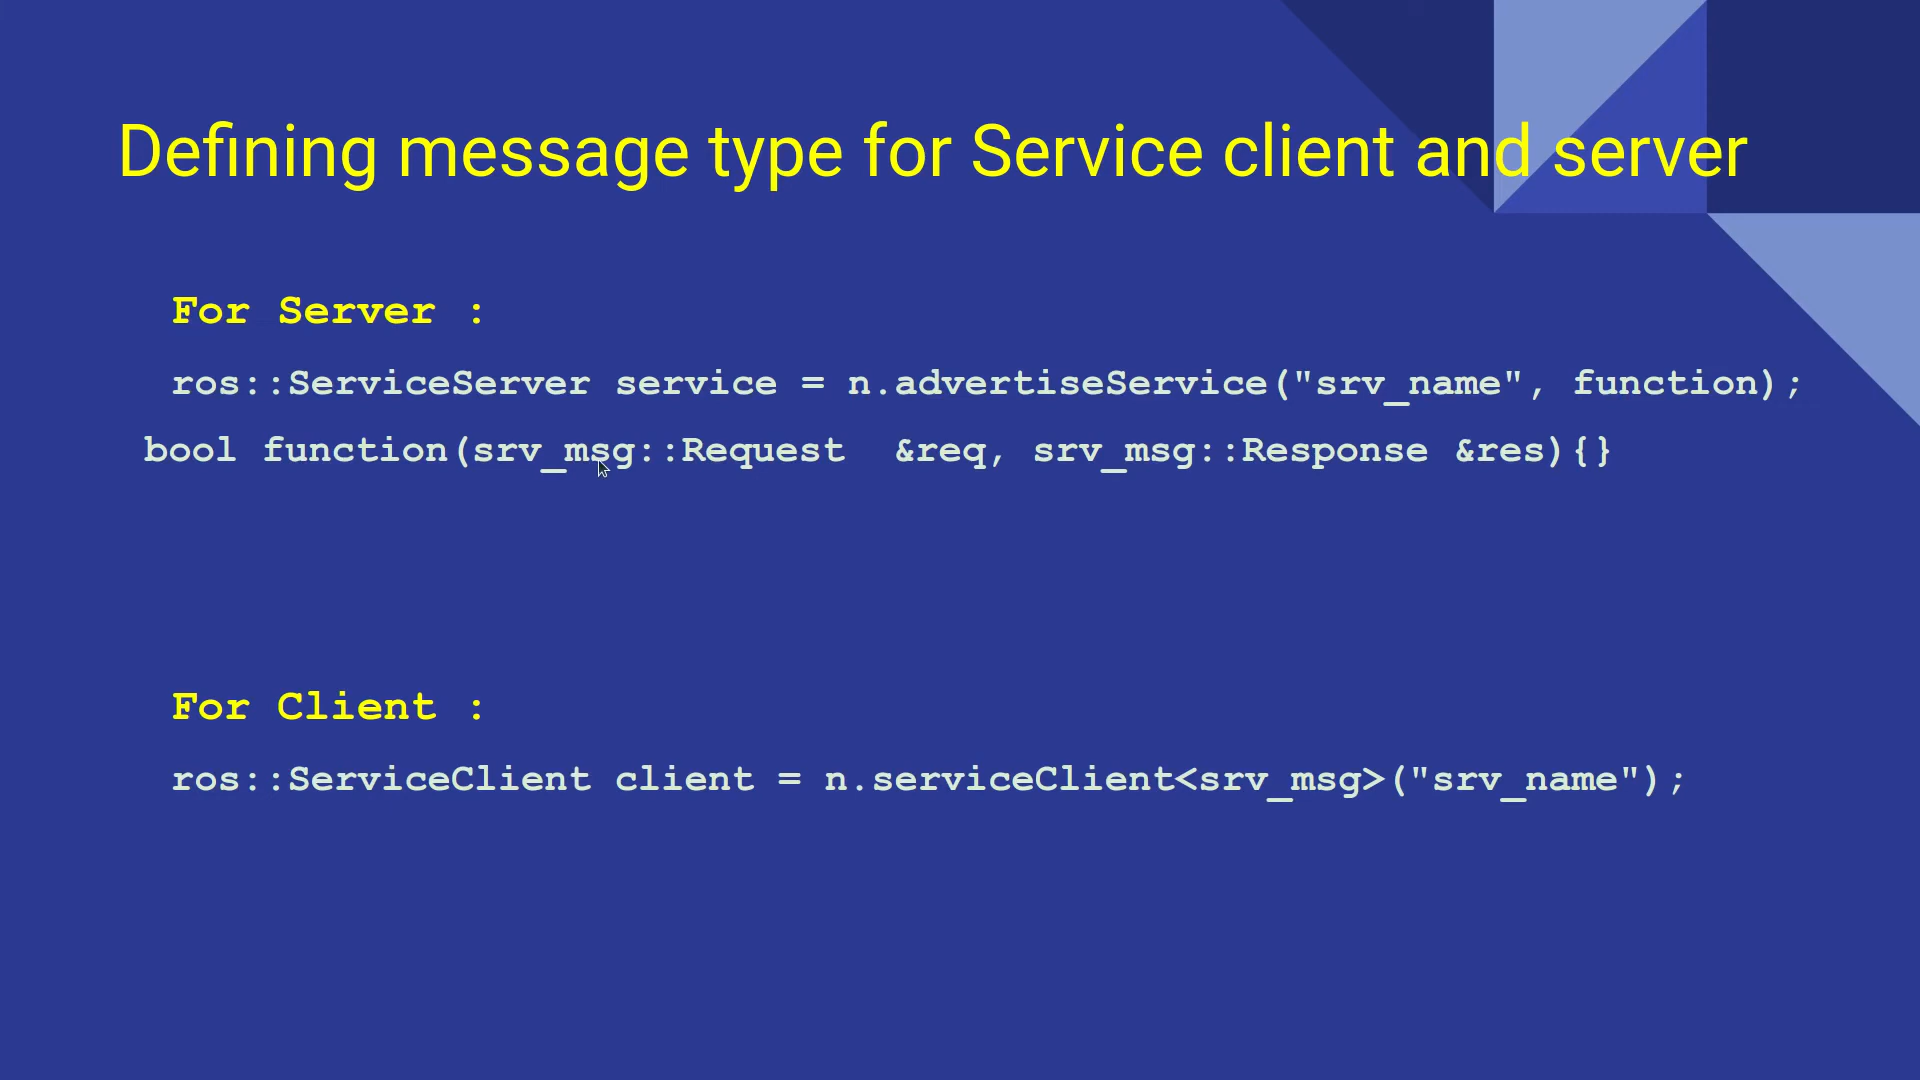 Defining message type for Service client and server
For Server :
ros::ServiceServer service = n.advertiseService("srv_name", function);
bool function(srv_msg::Request  &req, srv_msg::Response &res){}
For Client :
ros::ServiceClient client = n.serviceClient<srv_msg>("srv_name");